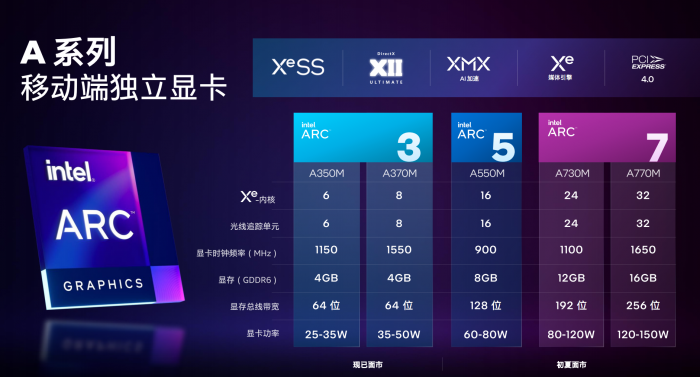 A 系列
移动端独立显卡
XeSS
DirectX
XII
ULTIMATE
XMX
AI加速
Xe
媒体引擎
PCI
EXPRESS
4.0
intel
ARC™
GRAPHICS
intel
ARC™ 3
intel
ARC™ 5
intel
ARC™ 7
A350M A370M A550M A730M A770M
Xe-内核 6 8 16 24 32
光线追踪单元 6 8 16 24 32
显卡时钟频率（MHz） 1150 1550 900 1100 1650
显存（GDDR6） 4GB 4GB 8GB 12GB 16GB
显存总线带宽 64 位 64 位 128 位 192 位 256 位
显卡功率 25-35W 35-50W 60-80W 80-120W 120-150W
现已面市 初夏面市